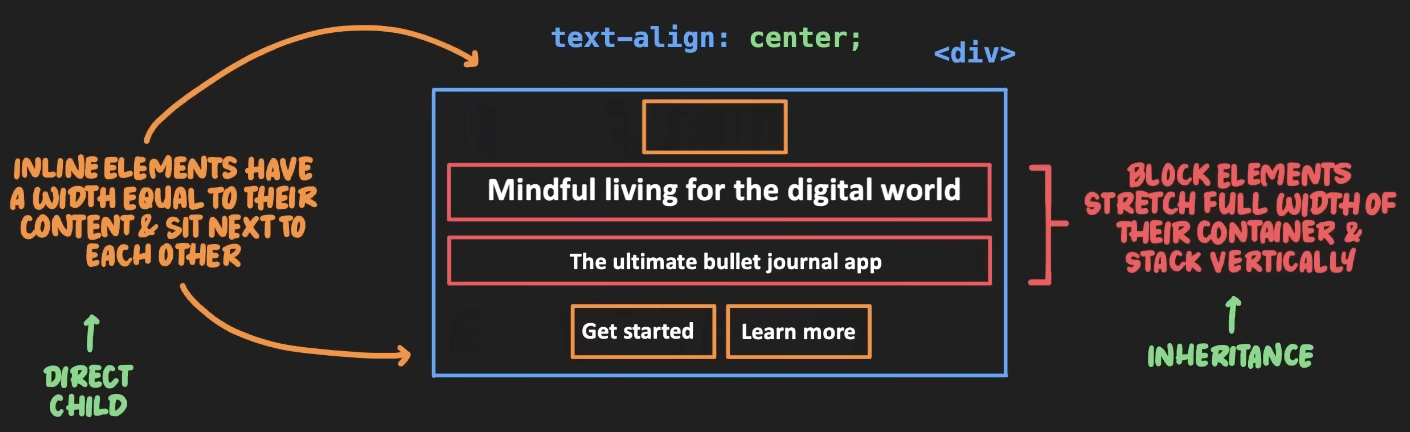 text-align: center;
<div>
INLINE ELEMENTS HAVE
A WIDTH EQUAL TO THEIR
CONTENT & SIT NEXT TO
EACH OTHER
DIRECT
CHILD
Mindful living for the digital world
The ultimate bullet journal app
Get started
Learn more
BLOCK ELEMENTS
STRETCH FULL WIDTH OF
THEIR CONTAINER &
STACK VERTICALLY
INHERITANCE